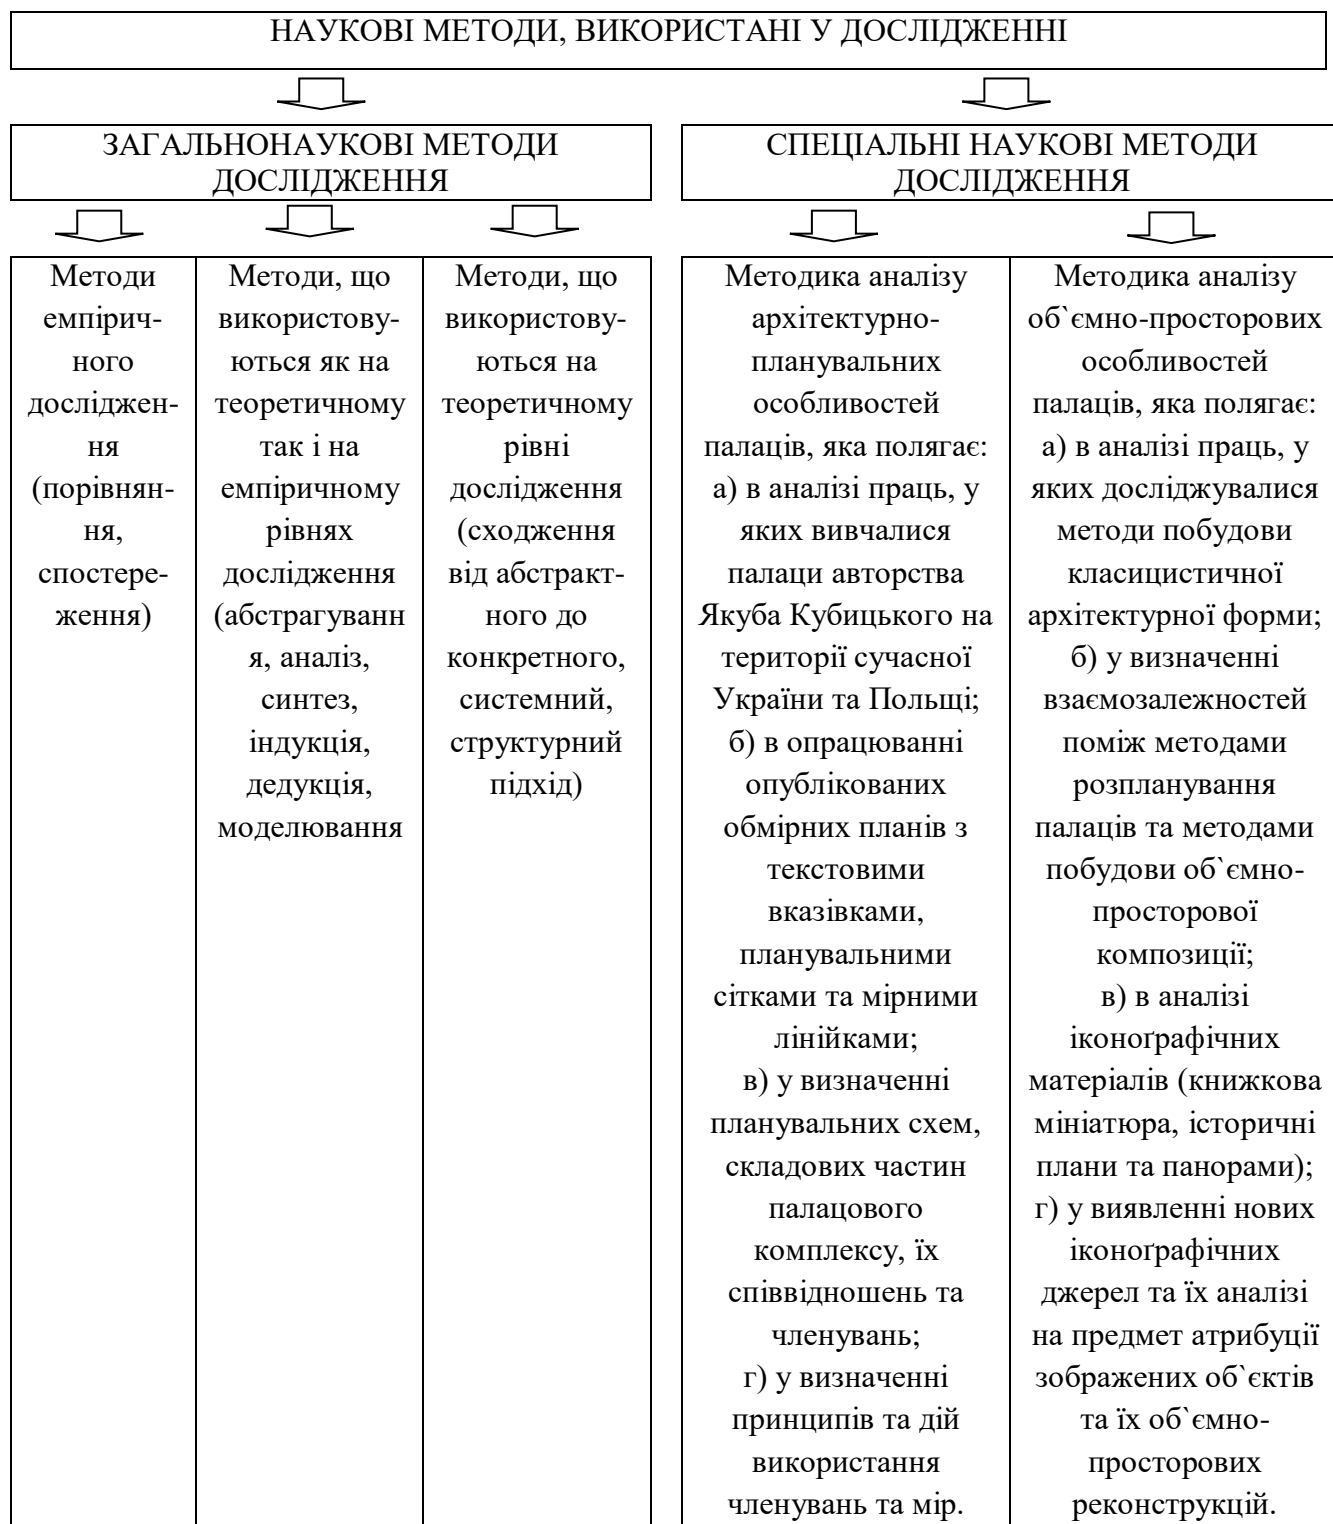 НАУКОВІ МЕТОДИ, ВИКОРИСТАНІ У ДОСЛІДЖЕННІ
ЗАГАЛЬНОНАУКОВІ МЕТОДИ
ДОСЛІДЖЕННЯ
СПЕЦІАЛЬНІ НАУКОВІ МЕТОДИ
ДОСЛІДЖЕННЯ
Методи
емпірич-
ного
дослiджен-
ня
(порівнян-
ня,
спостере-
ження)
Методи, що
використову-
ються як на
теоретичному
так і на
емпіричному
рівнях
дослідження
(абстрагуванн
я, аналіз,
синтез,
індукція,
дедукція,
моделювання
Методи, що
використову-
ються на
теоретичному
рівні
дослідження
(сходження
від абстракт-
ного до
конкретного,
системний,
структурний
підхід)
Методика аналізу
архітектурно-
планувальних
особливостей
палаців, яка полягає:
а) в аналізі праць, у
яких вивчалися
палаци авторства
Якуба Кубицького на
території сучасної
України та Польщі;
б) в опрацюванні
опублікованих
обмірних планів з
текстовими
вказівками,
планувальними
сітками та мірними
лінійками;
в) у визначенні
планувальних схем,
складових частин
палацового
комплексу, їх
співвідношень та
членувань;
г) у визначенні
принципів та дій
використання
членувань та мір.
Методика аналізу
об`ємно-просторових
особливостей
палаців, яка полягає:
а) в аналізі праць, у
яких досліджувалися
методи побудови
класицистичної
архітектурної форми;
б) у визначенні
взаємозалежностей
поміж методами
розпланування
палаців та методами
побудови об`ємно-
просторової
композиції;
в) в аналізі
іконоґрафічних
матеріалів (книжкова
мініатюра, історичні
плани та панорами);
г) у виявленні нових
іконоґрафічних
джерел та їх аналізі
на предмет атрибуції
зображених об`єктів
та їх об`ємно-
просторових
реконструкцій.